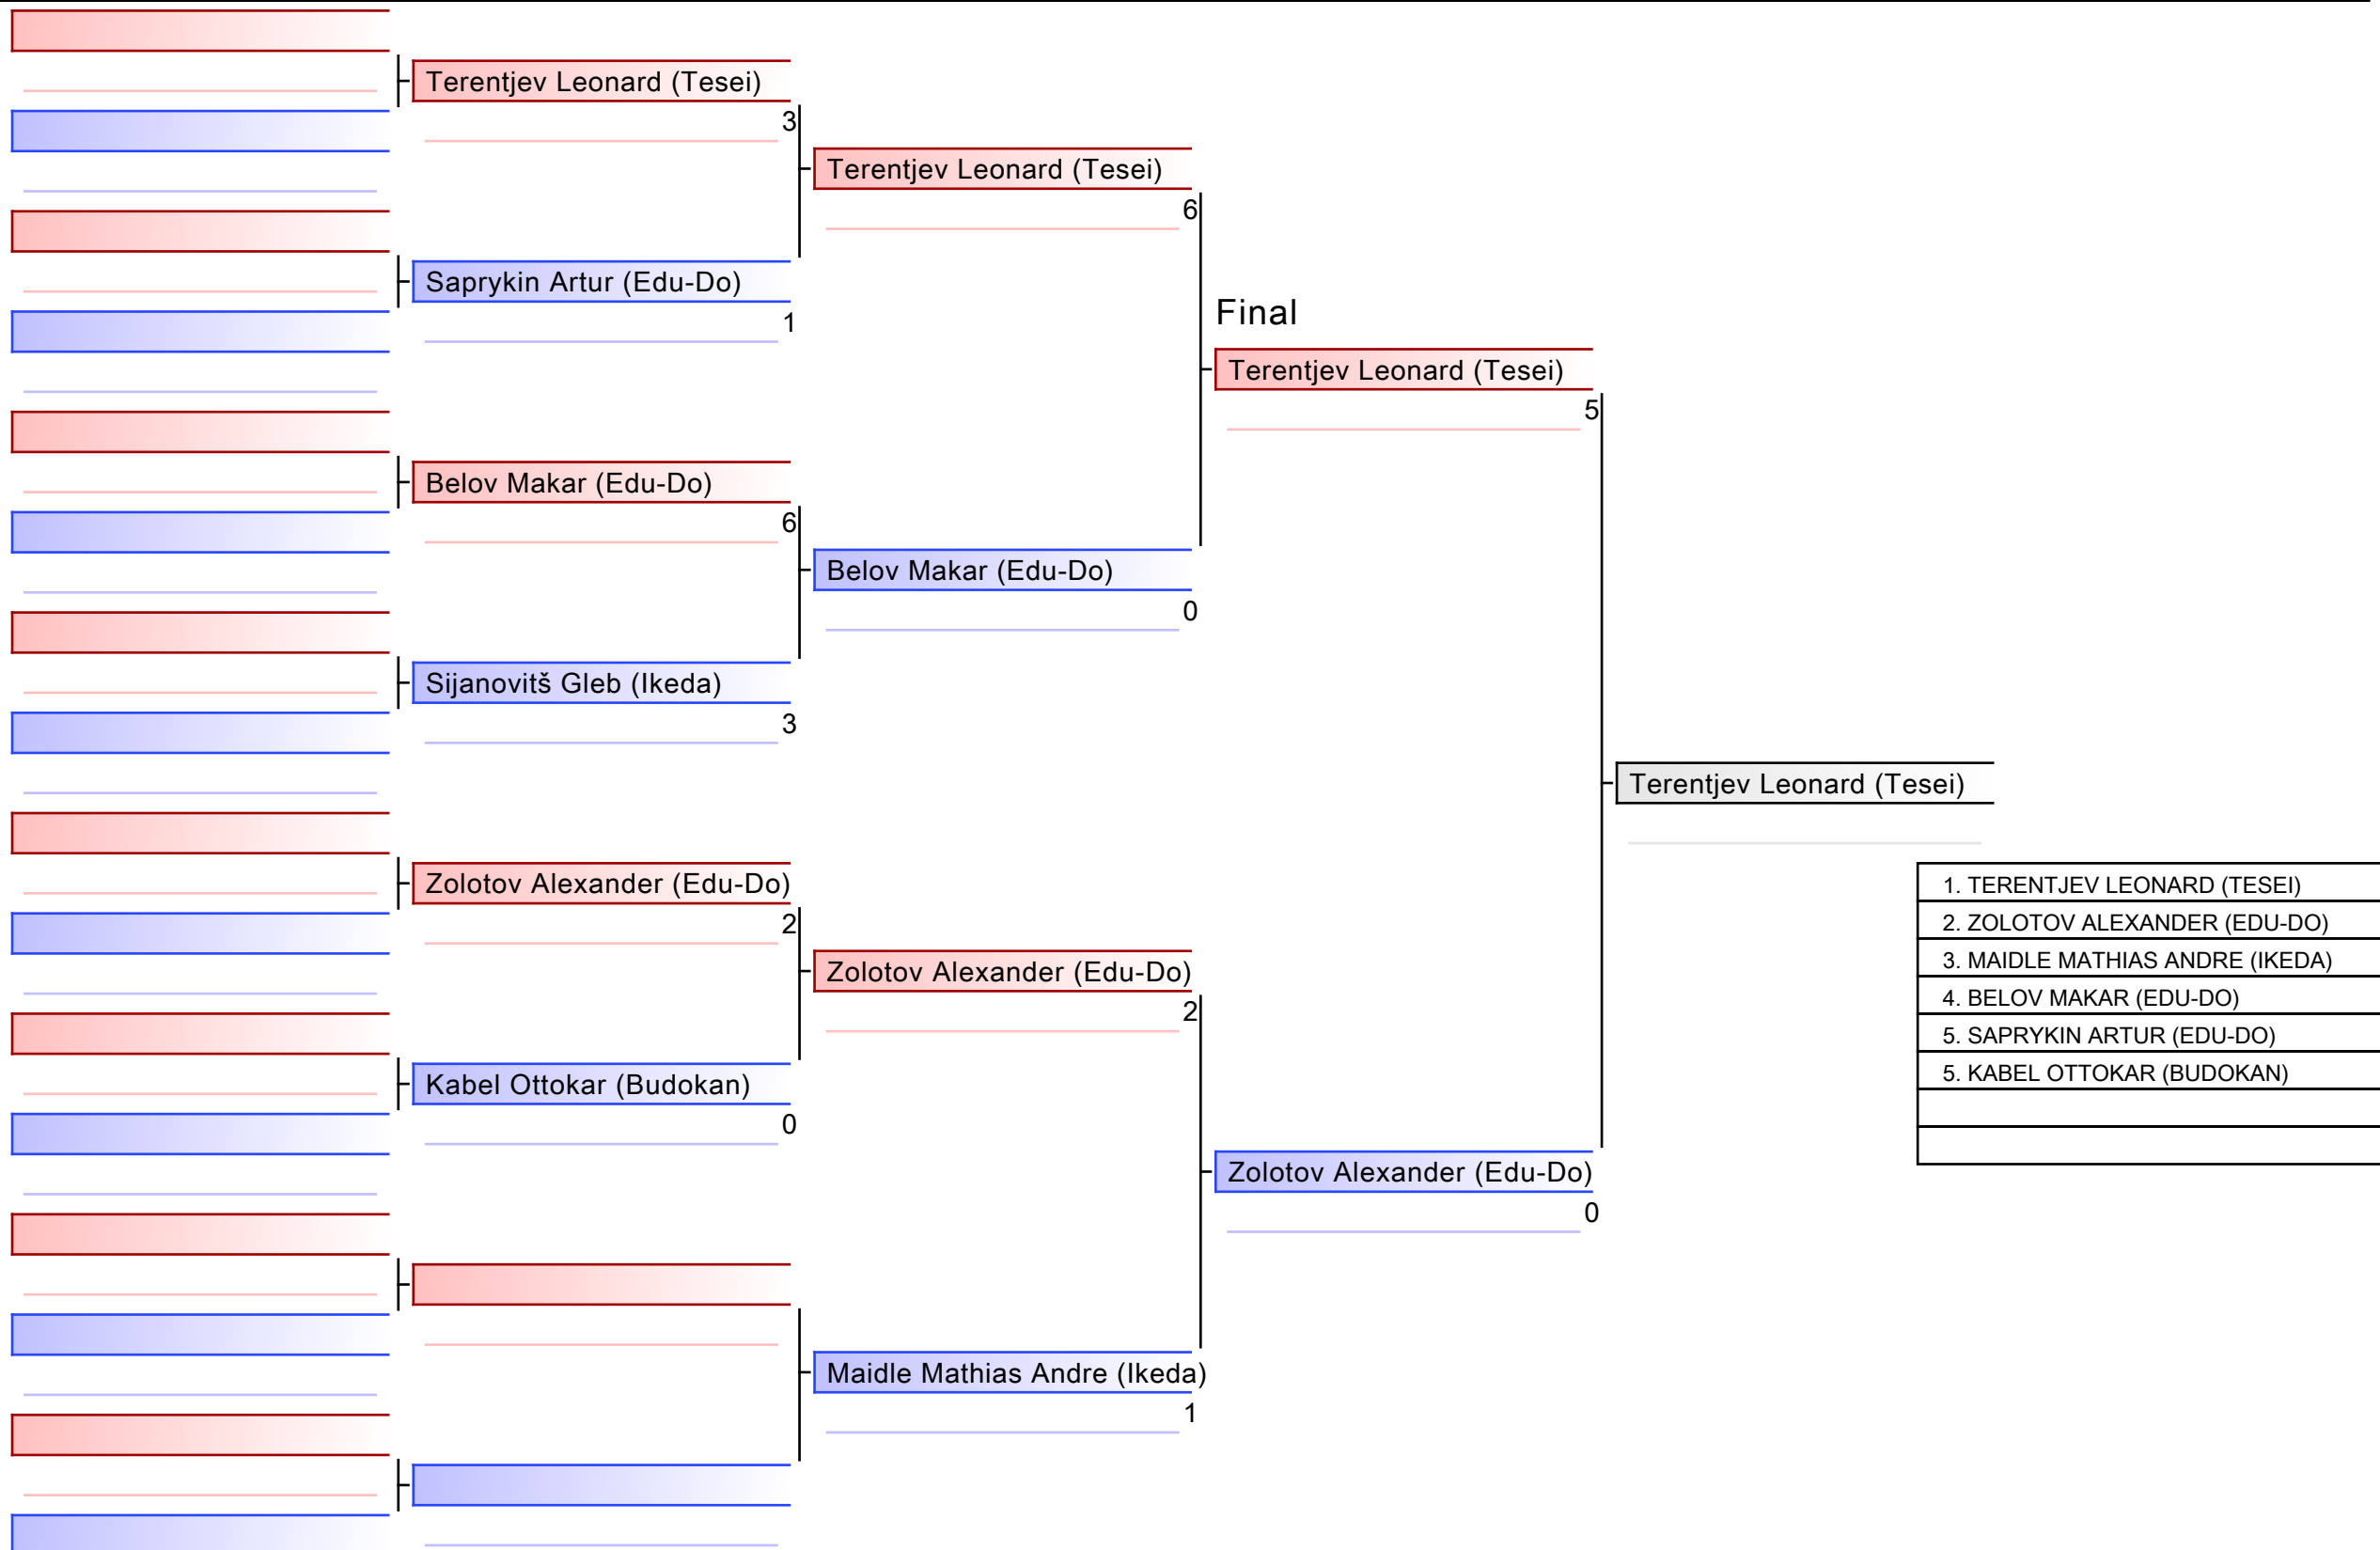 Terentjev Leonard (Tesei)
3
Saprykin Artur (Edu-Do)
1
Belov Makar (Edu-Do)
6
Sijanovitš Gleb (Ikeda)
3
Zolotov Alexander (Edu-Do)
2
Kabel Ottokar (Budokan)
0
Terentjev Leonard (Tesei)
6
Belov Makar (Edu-Do)
0
Zolotov Alexander (Edu-Do)
2
Maidle Mathias Andre (Ikeda)
1
Final
Terentjev Leonard (Tesei)
5
Zolotov Alexander (Edu-Do)
0
Terentjev Leonard (Tesei)
1. TERENTJEV LEONARD (TESEI)
2. ZOLOTOV ALEXANDER (EDU-DO)
3. MAIDLE MATHIAS ANDRE (IKEDA)
4. BELOV MAKAR (EDU-DO)
5. SAPRYKIN ARTUR (EDU-DO)
5. KABEL OTTOKAR (BUDOKAN)